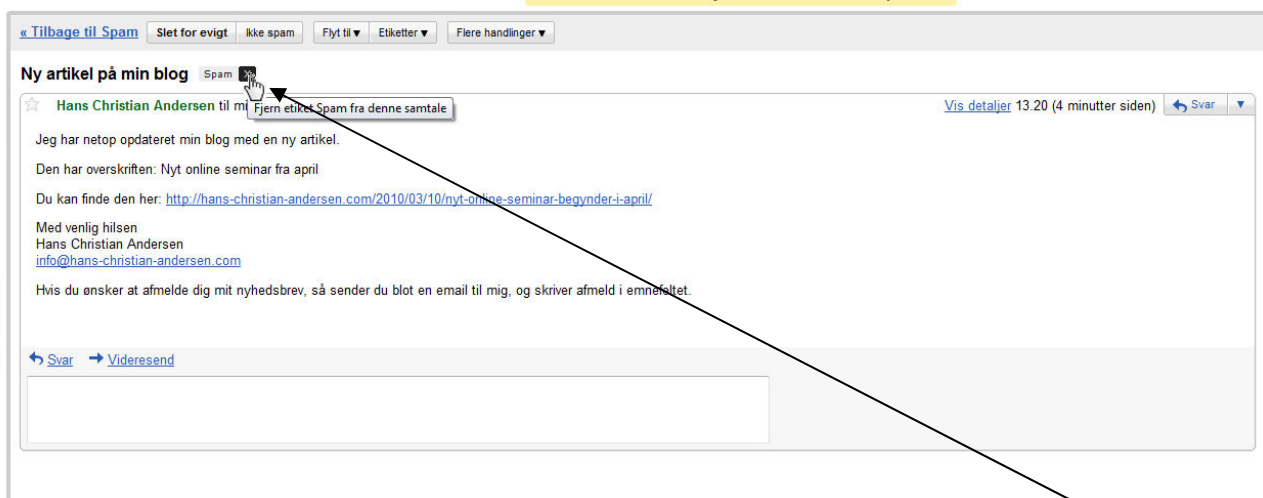 « Tilbage til Spam Slet for evigt Ikke spam Flyt til ▾ Etiketter ▾ Flere handlinger ▾
Ny artikel på min blog Spam X
Hans Christian Andersen til Vis detaljer 13.20 (4 minutter siden) Svar
Fjern etiket Spam fra denne samtale
Jeg har netop opdateret min blog med en ny artikel.
Den har overskriften: Nyt online seminar fra april
Du kan finde den her: http://hans-christian-andersen.com/2010/03/10/nyt-online-seminar-begynder-i-april/
Med venlig hilsen
Hans Christian Andersen
info@hans-christian-andersen.com
Hvis du ønsker at afmelde dig mit nyhedsbrev, så sender du blot en email til mig, og skriver afmeld i emnefeltet.
Svar Videresend